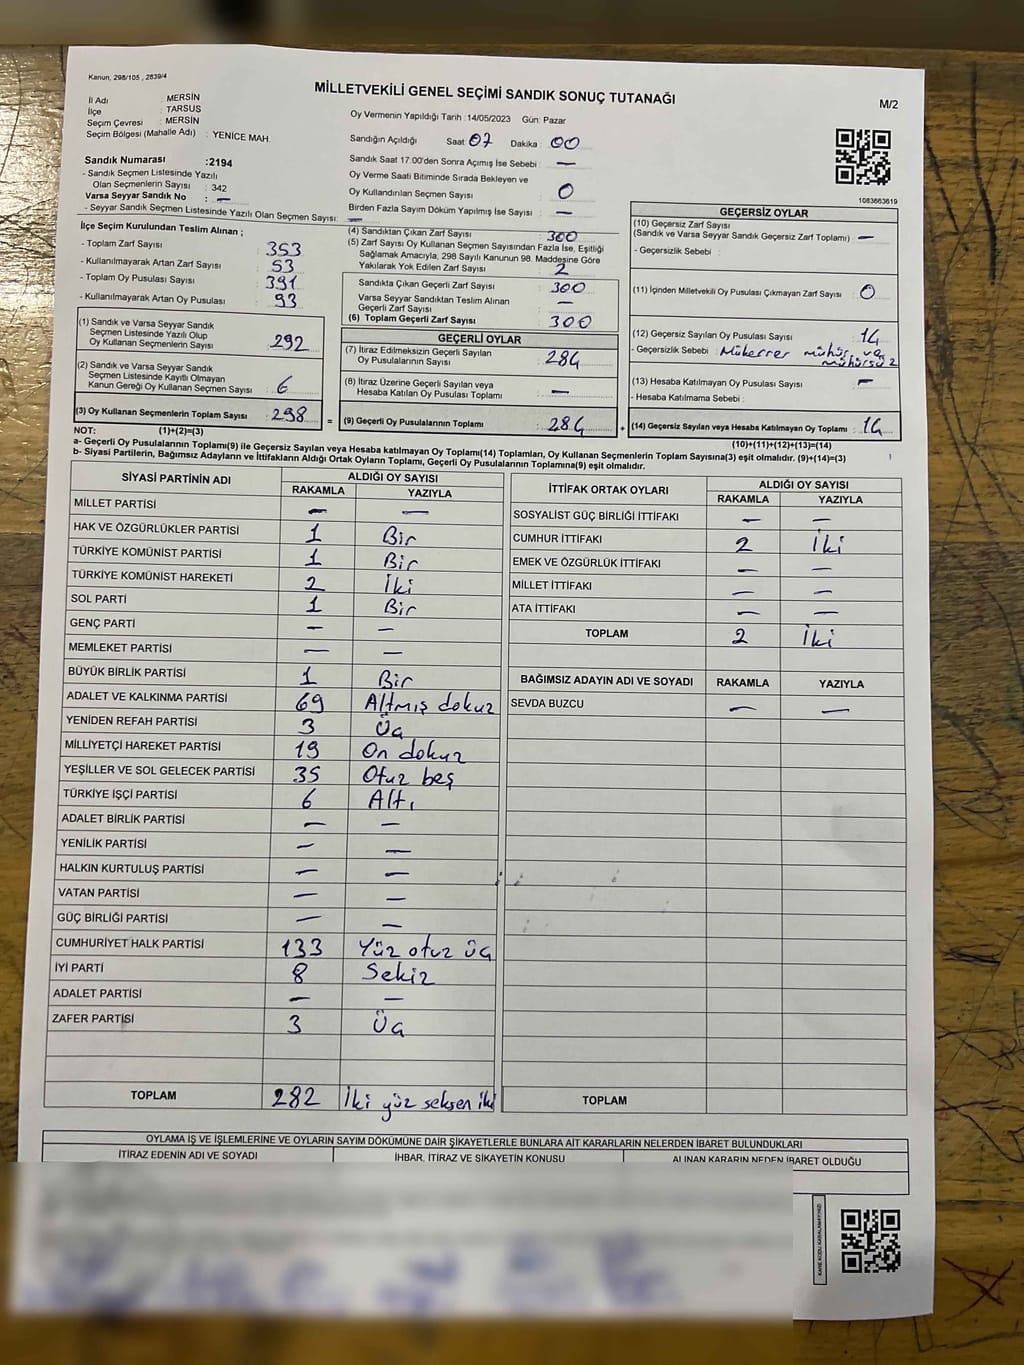 Kanun, 298/105 , 2839/4
MİLLETVEKİLİ GENEL SEÇİMİ SANDIK SONUÇ TUTANAĞI
M/2
İl Adı : MERSİN
İlçe : TARSUS
Seçim Çevresi : MERSİN
Seçim Bölgesi (Mahalle Adı) : YENİCE MAH.
Sandık Numarası :2194
- Sandık Seçmen Listesinde Yazılı
Olan Seçmenlerin Sayısı : 342
Varsa Seyyar Sandık No : —
- Seyyar Sandık Seçmen Listesinde Yazılı Olan Seçmen Sayısı: —
Oy Vermenin Yapıldığı Tarih : 14/05/2023 Gün: Pazar
Sandığın Açıldığı Saat: 07 Dakika : 00
Sandık Saat 17:00'den Sonra Açımış İse Sebebi : —
Oy Verme Saati Bitiminde Sırada Bekleyen ve
Oy Kullandırılan Seçmen Sayısı : 0
Birden Fazla Sayım Döküm Yapılmış İse Sayısı : —
1083663619
İlçe Seçim Kurulundan Teslim Alınan ;
- Toplam Zarf Sayısı : 353
- Kullanılmayarak Artan Zarf Sayısı : 53
- Toplam Oy Pusulası Sayısı : 391
- Kullanılmayarak Artan Oy Pusulası : 93
(1) Sandık ve Varsa Seyyar Sandık
Seçmen Listesinde Yazılı Olup
Oy Kullanan Seçmenlerin Sayısı : 292
(2) Sandık ve Varsa Seyyar Sandık
Seçmen Listesinde Kayıtlı Olmayan
Kanun Gereği Oy Kullanan Seçmen Sayısı : 6
(3) Oy Kullanan Seçmenlerin Toplam Sayısı : 298 =
(4) Sandıktan Çıkan Zarf Sayısı : 300
(5) Zarf Sayısı Oy Kullanan Seçmen Sayısından Fazla İse, Eşitliği
Sağlamak Amacıyla, 298 Sayılı Kanunun 98. Maddesine Göre
Yakılarak Yok Edilen Zarf Sayısı : 2
Sandıkta Çıkan Geçerli Zarf Sayısı : 300
Varsa Seyyar Sandıktan Teslim Alınan
Geçerli Zarf Sayısı : —
(6) Toplam Geçerli Zarf Sayısı : 300
GEÇERLİ OYLAR
(7) İtiraz Edilmeksizin Geçerli Sayılan
Oy Pusulalarının Sayısı : 284
(8) İtiraz Üzerine Geçerli Sayılan veya
Hesaba Katılan Oy Pusulası Toplamı : —
(9) Geçerli Oy Pusulalarının Toplamı : 284 +
GEÇERSİZ OYLAR
(10) Geçersiz Zarf Sayısı
(Sandık ve Varsa Seyyar Sandık Geçersiz Zarf Toplamı) : —
- Geçersizlik Sebebi :
(11) İçinden Milletvekili Oy Pusulası Çıkmayan Zarf Sayısı : 0
(12) Geçersiz Sayılan Oy Pusulası Sayısı : 14
- Geçersizlik Sebebi : Mükerrer mühür ve
mühürsüz
(13) Hesaba Katılmayan Oy Pusulası Sayısı : —
- Hesaba Katılmama Sebebi :
(14) Geçersiz Sayılan veya Hesaba Katılmayan Oy Toplamı : 14
NOT: (1)+(2)=(3)
(10)+(11)+(12)+(13)=(14)
a- Geçerli Oy Pusulalarının Toplamı(9) ile Geçersiz Sayılan veya Hesaba Katılmayan Oy Toplamı(14) Toplamları, Oy Kullanan Seçmenlerin Toplam Sayısına(3) eşit olmalıdır. (9)+(14)=(3)
b- Siyasi Partilerin, Bağımsız Adayların ve İttifakların Aldığı Ortak Oyların Toplamı, Geçerli Oy Pusulalarının Toplamına(9) eşit olmalıdır.
SİYASİ PARTİNİN ADI ALDIĞI OY SAYISI
RAKAMLA YAZIYLA
MİLLET PARTİSİ — —
HAK VE ÖZGÜRLÜKLER PARTİSİ 1 Bir
TÜRKİYE KOMÜNİST PARTİSİ 1 Bir
TÜRKİYE KOMÜNİST HAREKETİ 2 İki
SOL PARTİ 1 Bir
GENÇ PARTİ — —
MEMLEKET PARTİSİ — —
BÜYÜK BİRLİK PARTİSİ 1 Bir
ADALET VE KALKINMA PARTİSİ 69 Altmış dokuz
YENİDEN REFAH PARTİSİ 3 Üç
MİLLİYETÇİ HAREKET PARTİSİ 19 On dokuz
YEŞİLLER VE SOL GELECEK PARTİSİ 35 Otuz beş
TÜRKİYE İŞÇİ PARTİSİ 6 Altı
ADALET BİRLİK PARTİSİ — —
YENİLİK PARTİSİ — —
HALKIN KURTULUŞ PARTİSİ — —
VATAN PARTİSİ — —
GÜÇ BİRLİĞİ PARTİSİ — —
CUMHURİYET HALK PARTİSİ 133 Yüz otuz üç
İYİ PARTİ 8 Sekiz
ADALET PARTİSİ — —
ZAFER PARTİSİ 3 Üç
TOPLAM 282 İki yüz seksen iki
İTTİFAK ORTAK OYLARI ALDIĞI OY SAYISI
RAKAMLA YAZIYLA
SOSYALİST GÜÇ BİRLİĞİ İTTİFAKI — —
CUMHUR İTTİFAKI 2 İki
EMEK VE ÖZGÜRLÜK İTTİFAKI — —
MİLLET İTTİFAKI — —
ATA İTTİFAKI — —
TOPLAM 2 İki
BAĞIMSIZ ADAYIN ADI VE SOYADI RAKAMLA YAZIYLA
SEVDA BUZCU — —
TOPLAM
OYLAMA İŞ VE İŞLEMLERİNE VE OYLARIN SAYIM DÖKÜMÜNE DAİR ŞİKAYETLERLE BUNLARA AİT KARARLARIN NELERDEN İBARET BULUNDUKLARI
İTİRAZ EDENİN ADI VE SOYADI İHBAR, İTİRAZ VE ŞİKAYETİN KONUSU ALINAN KARARIN NEDEN İBARET OLDUĞU